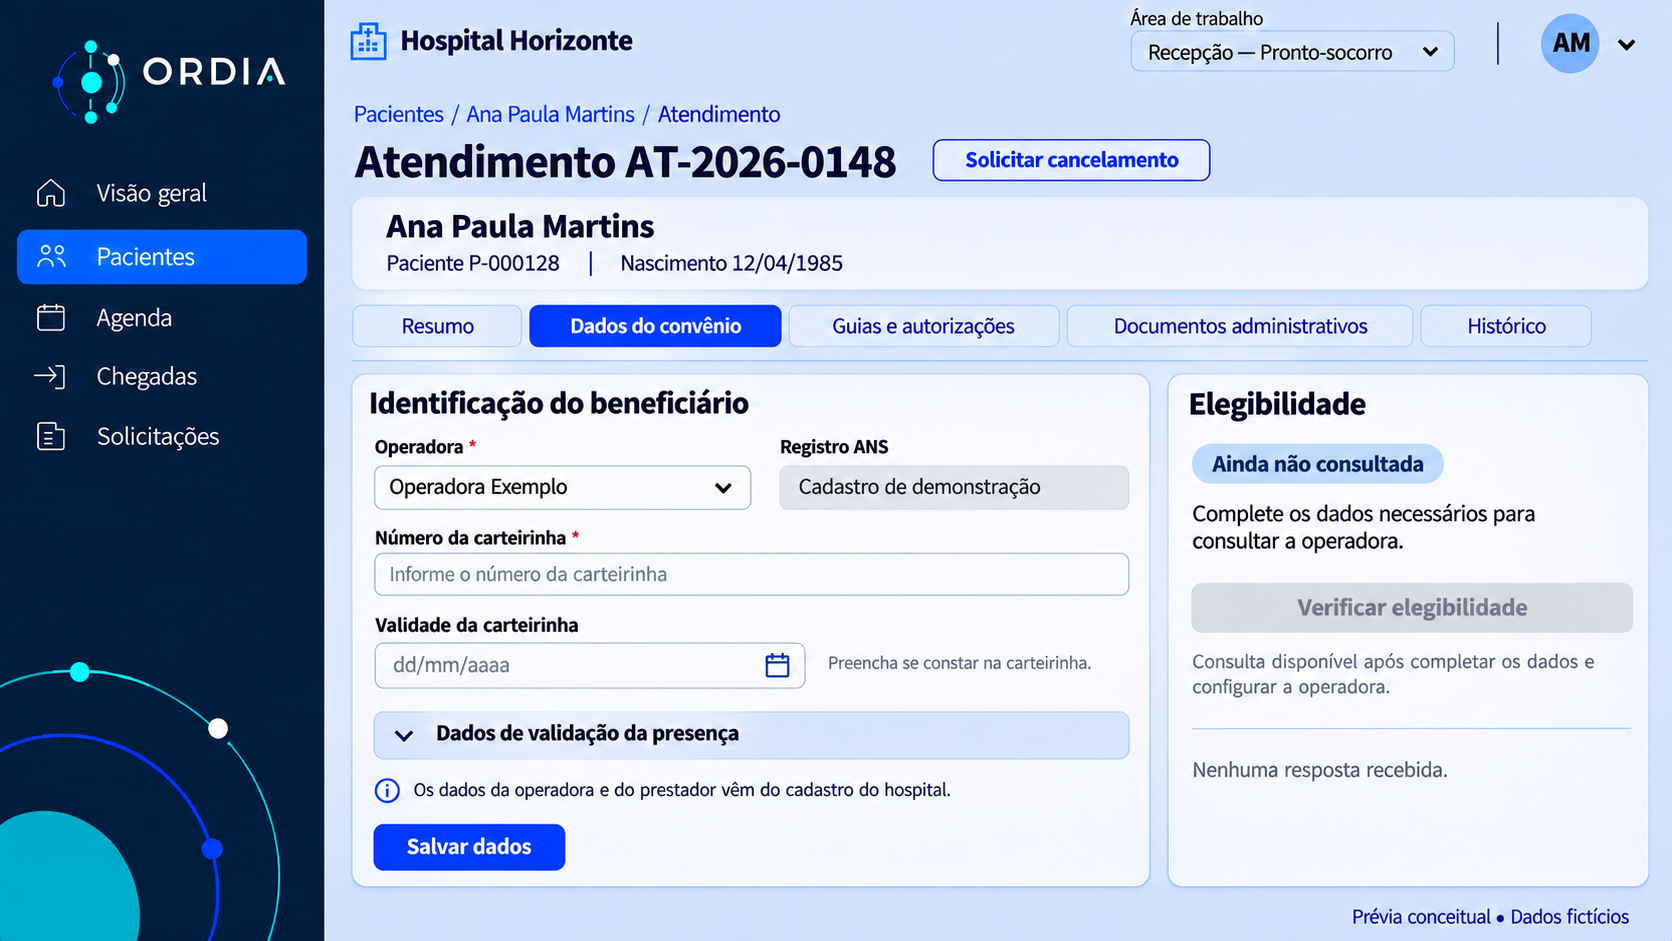 ORDIA
Visão geral
Pacientes
Agenda
Chegadas
Solicitações
Hospital Horizonte
Área de trabalho
Recepção — Pronto-socorro
AM
Pacientes / Ana Paula Martins / Atendimento
Atendimento AT-2026-0148
Solicitar cancelamento
Ana Paula Martins
Paciente P-000128 | Nascimento 12/04/1985
Resumo
Dados do convênio
Guias e autorizações
Documentos administrativos
Histórico
Identificação do beneficiário
Operadora *
Operadora Exemplo
Registro ANS
Cadastro de demonstração
Número da carteirinha *
Informe o número da carteirinha
Validade da carteirinha
dd/mm/aaaa
Preencha se constar na carteirinha.
Dados de validação da presença
Os dados da operadora e do prestador vêm do cadastro do hospital.
Salvar dados
Elegibilidade
Ainda não consultada
Complete os dados necessários para
consultar a operadora.
Verificar elegibilidade
Consulta disponível após completar os dados e
configurar a operadora.
Nenhuma resposta recebida.
Prévia conceitual • Dados fictícios